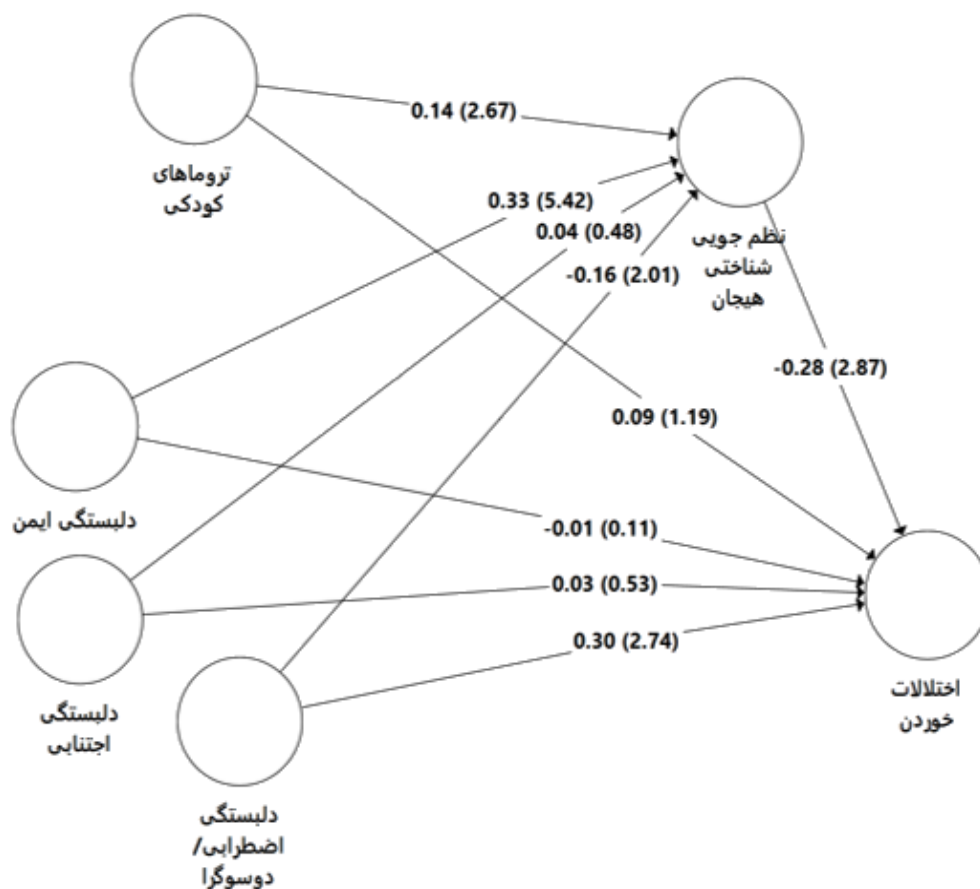 0.14 (2.67)
تروماهای
کودکی
0.33 (5.42)
0.04 (0.48)
-0.16 (2.01)
نظم جویی
شناختی
هیجان
-0.28 (2.87)
0.09 (1.19)
دلبستگی ایمن
-0.01 (0.11)
0.03 (0.53)
0.30 (2.74)
دلبستگی
اجتنابی
اختلالات
خوردن
دلبستگی
اضطرابی/
دوسوگرا